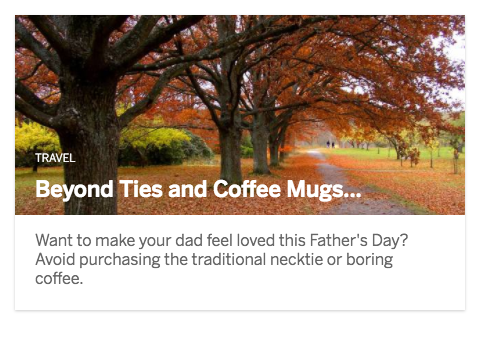 TRAVEL
Beyond Ties and Coffee Mugs...
Want to make your dad feel loved this Father's Day?
Avoid purchasing the traditional necktie or boring
coffee.